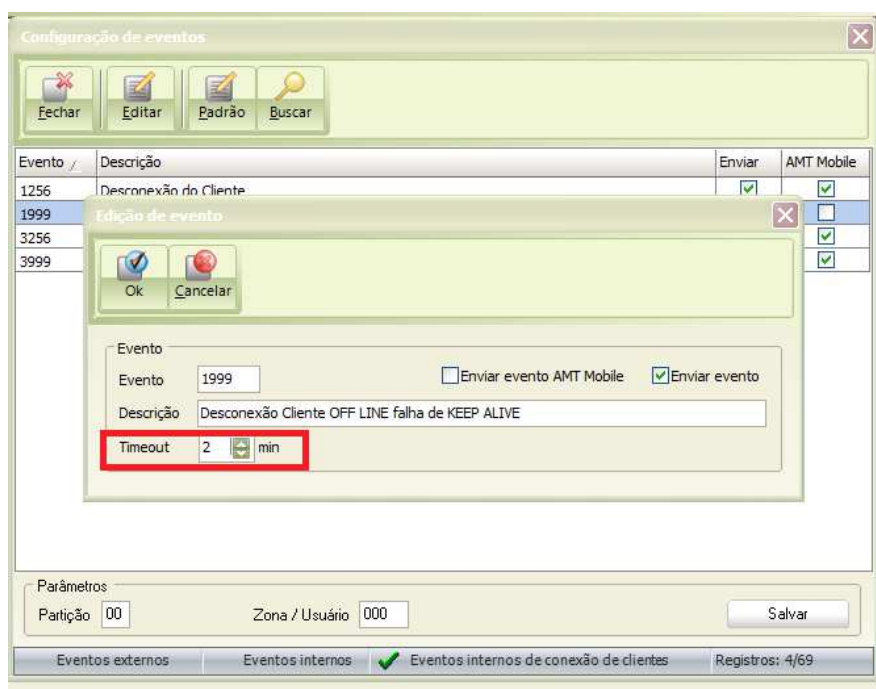 Configuração de eventos
Fechar Editar Padrão Buscar
Evento Descrição Enviar AMT Mobile
1256 Desconexão do Cliente
1999
3256
3999
Edição de evento
Ok Cancelar
Evento
Evento 1999 Enviar evento AMT Mobile Enviar evento
Descrição Desconexão Cliente OFF LINE falha de KEEP ALIVE
Timeout 2 min
Parâmetros
Partição 00 Zona / Usuário 000 Salvar
Eventos externos Eventos internos Eventos internos de conexão de clientes Registros: 4/69